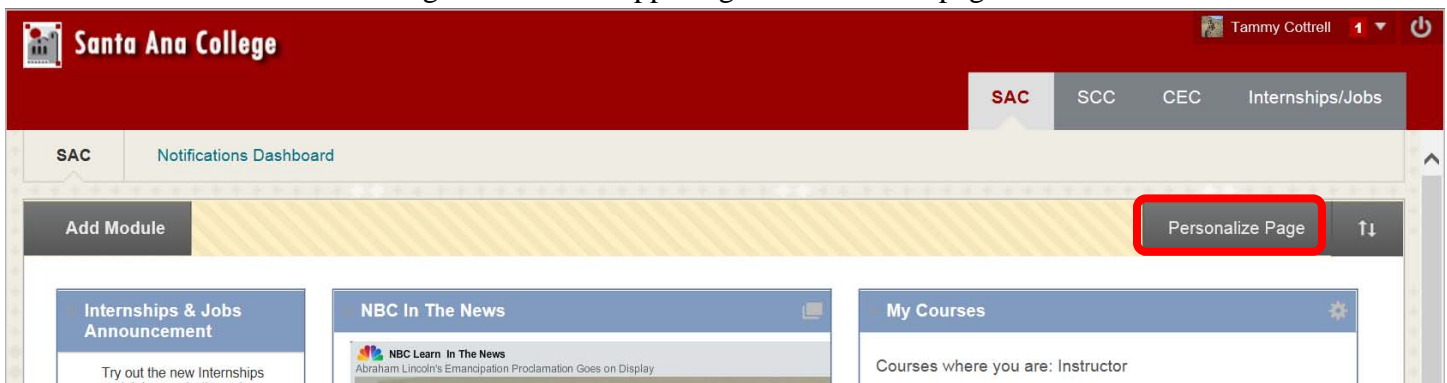 Santa Ana College
Tammy Cottrell 1
SAC SCC CEC Internships/Jobs
SAC Notifications Dashboard
Add Module Personalize Page
Internships & Jobs
Announcement
Try out the new Internships
NBC In The News
NBC Learn In The News
Abraham Lincoln's Emancipation Proclamation Goes on Display
My Courses
Courses where you are: Instructor